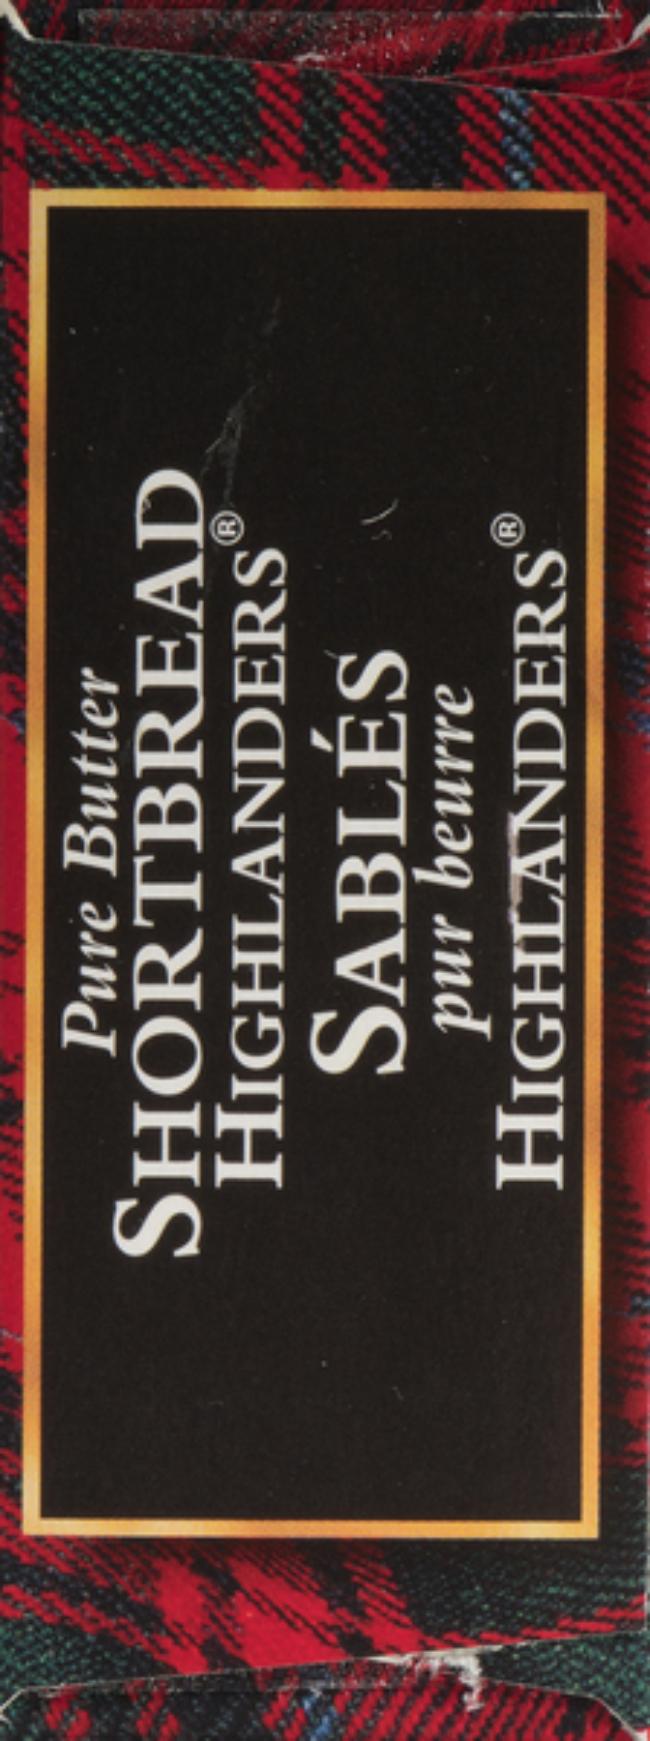 Pure Butter
SHORTBREAD
HIGHLANDERS®
SABLÉS
pur beurre
HIGHLANDERS®